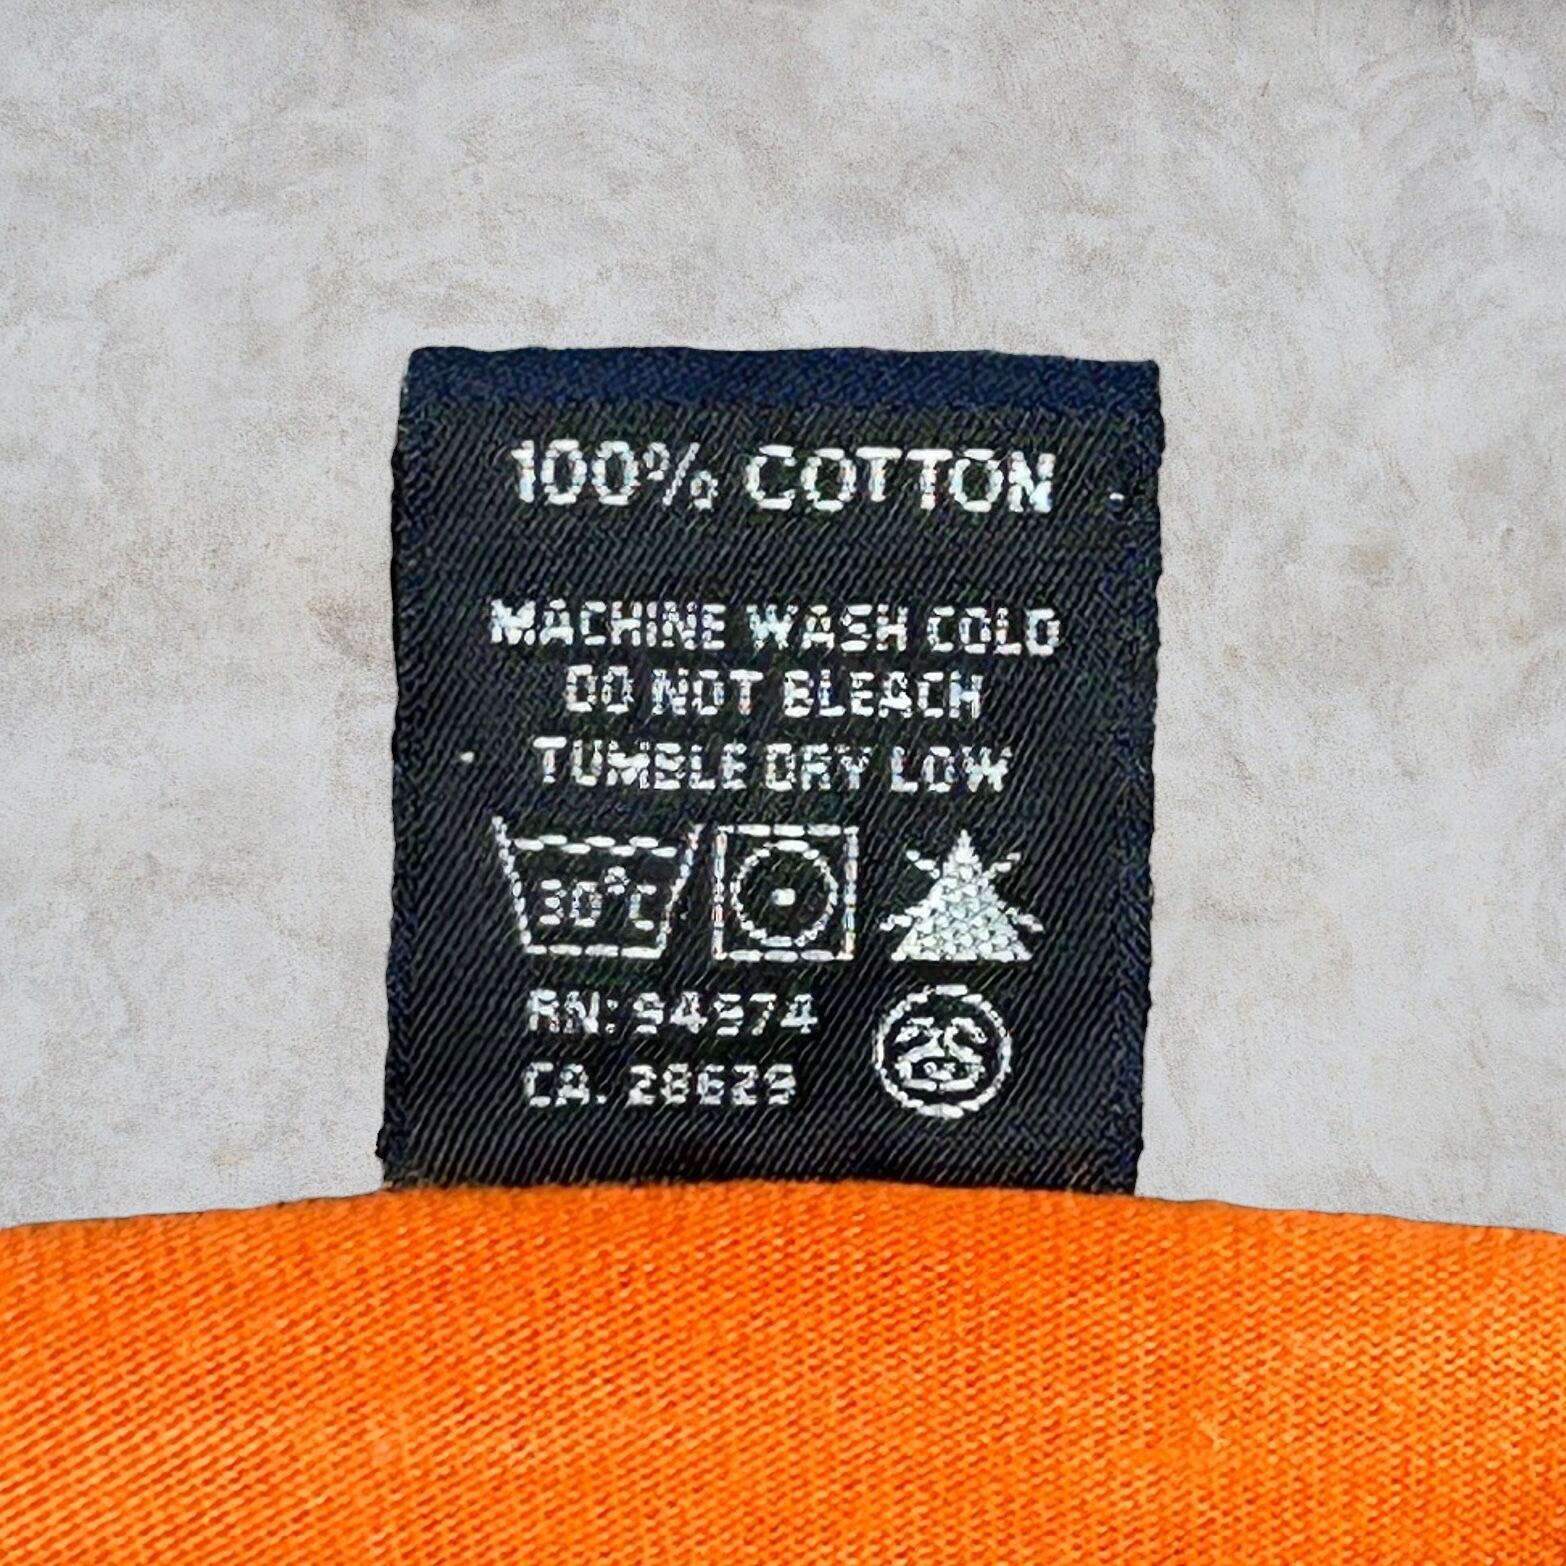 100% COTTON
MACHINE WASH COLD
DO NOT BLEACH
TUMBLE DRY LOW
30°C
RN: 94974
CA. 28629